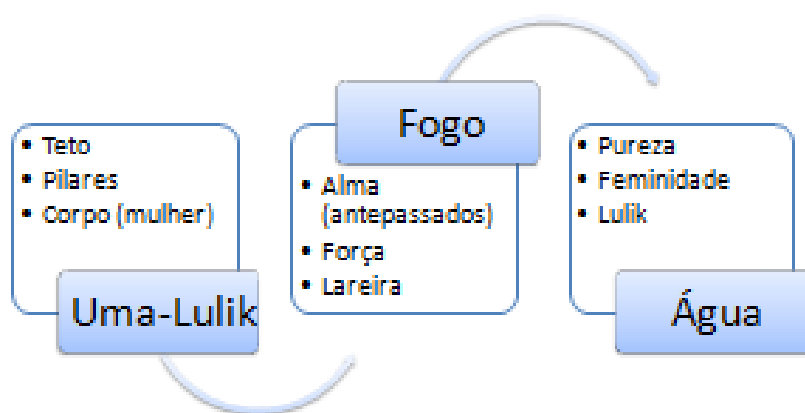 • Teto
• Pilares
• Corpo (mulher)
Uma-Lulik
Fogo
• Alma
(antepassados)
• Força
• Lareira
• Pureza
• Feminidade
• Lulik
Água